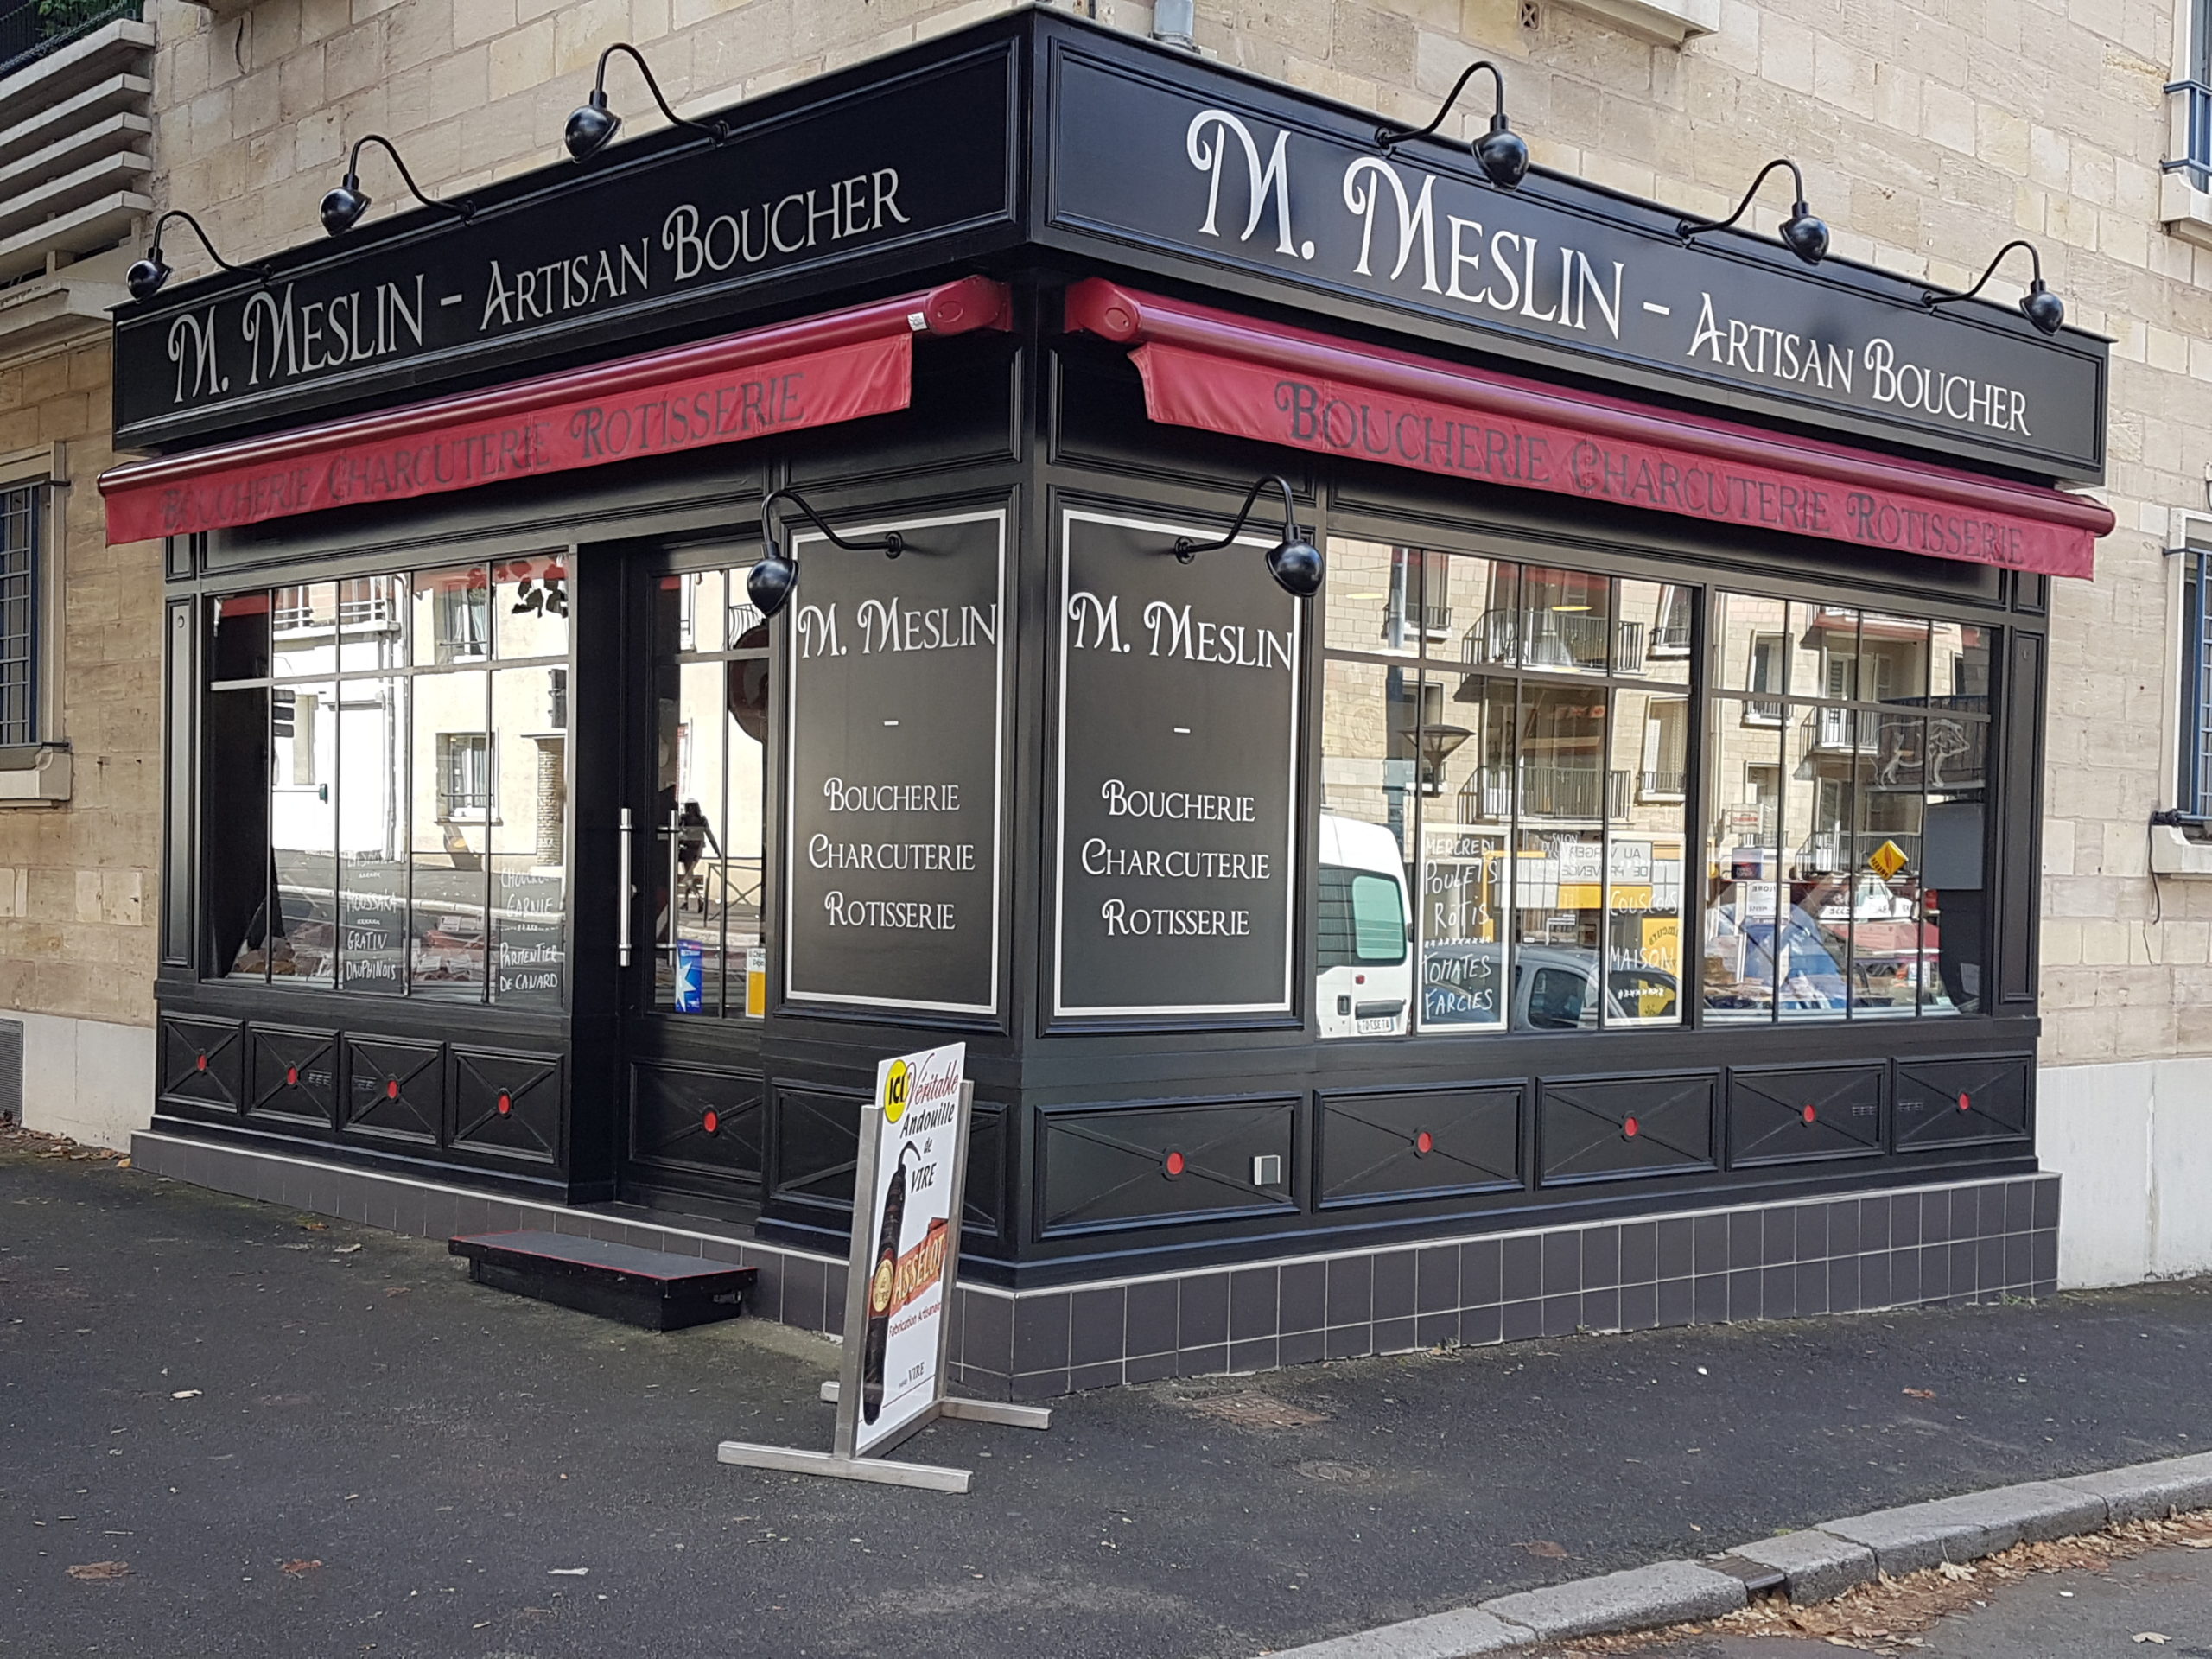 M. MESLIN - ARTISAN BOUCHER
M. MESLIN - ARTISAN BOUCHER
BOUCHERIE CHARCUTERIE ROTISSERIE
BOUCHERIE CHARCUTERIE ROTISSERIE
M. MESLIN
-
BOUCHERIE
CHARCUTERIE
ROTISSERIE
M. MESLIN
-
BOUCHERIE
CHARCUTERIE
ROTISSERIE
MOUSSAKA
GRATIN
DAUPHINOIS
GARNIE
PARMENTIER
DE CANARD
MERCREDI
POULETS
RÔTIS
TOMATES
FARCIES
COUSCOUS
MAISON
ICI Véritable
Andouille
de
VIRE
ASSELOT
Fabrication Artisanale
VIRE